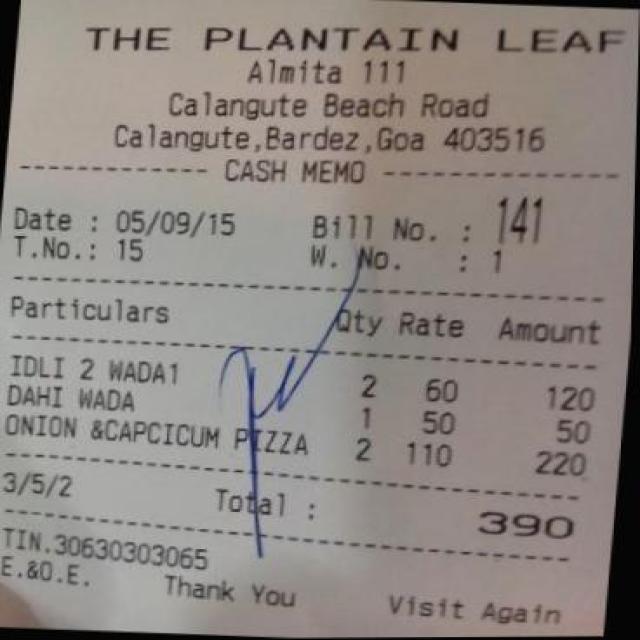 THE PLANTAIN LEAF
Almita 111
Calangute Beach Road
Calangute,Bardez,Goa 403516
------------ CASH MEMO ---------------
Date : 05/09/15 Bill No. : 141
T.No.: 15 W. No. : 1
Particulars Qty Rate Amount
IDLI 2 WADA1 2 60 120
DAHI WADA 1 50 50
ONION &CAPCICUM PIZZA 2 110 220
3/5/2 Total : 390
TIN.30630303065
E.&O.E. Thank You Visit Again